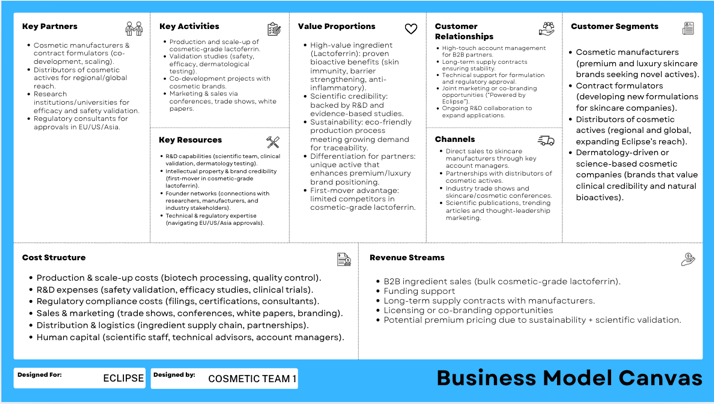 Key Partners
Cosmetic manufacturers &
contract formulators (co-
development, scaling).
Distributors of cosmetic
actives for regional/global
reach.
Research
institutions/universities for
efficacy and safety validation.
Regulatory consultants for
approvals in EU/US/Asia.
Key Activities
Production and scale-up of
cosmetic-grade lactoferrin.
Validation studies (safety,
efficacy, dermatological
testing).
Co-development projects with
cosmetic brands.
Marketing & sales via
conferences, trade shows, white
papers.
Key Resources
R&D capabilities (scientific team, clinical
validation, dermatology testing).
Intellectual property & brand credibility
(first-mover in cosmetic-grade
lactoferrin).
Founder networks (connections with
researchers, manufacturers, and
industry stakeholders).
Technical & regulatory expertise
(navigating EU/US/Asia approvals).
Value Proportions
High-value ingredient
(Lactoferrin): proven
bioactive benefits (skin
immunity, barrier
strengthening, anti-
inflammatory).
Scientific credibility:
backed by R&D and
evidence-based studies.
Sustainability: eco-friendly
production process
meeting growing demand
for traceability.
Differentiation for partners:
unique active that
enhances premium/luxury
brand positioning.
First-mover advantage:
limited competitors in
cosmetic-grade lactoferrin.
Customer
Relationships
High-touch account management
for B2B partners.
Long-term supply contracts
ensuring stability.
Technical support for formulation
and regulatory approval.
Joint marketing or co-branding
opportunities ("Powered by
Eclipse").
Ongoing R&D collaboration to
expand applications.
Channels
Direct sales to skincare
manufacturers through key
account managers.
Partnerships with distributors of
cosmetic actives.
Industry trade shows and
skincare/cosmetic conferences.
Scientific publications, trending
articles and thought-leadership
marketing.
Customer Segments
Cosmetic manufacturers
(premium and luxury skincare
brands seeking novel actives).
Contract formulators
(developing new formulations
for skincare companies).
Distributors of cosmetic
actives (regional and global,
expanding Eclipse's reach).
Dermatology-driven or
science-based cosmetic
companies (brands that value
clinical credibility and natural
bioactives).
Cost Structure
Production & scale-up costs (biotech processing, quality control).
R&D expenses (safety validation, efficacy studies, clinical trials).
Regulatory compliance costs (filings, certifications, consultants).
Sales & marketing (trade shows, conferences, white papers, branding).
Distribution & logistics (ingredient supply chain, partnerships).
Human capital (scientific staff, technical advisors, account managers).
Revenue Streams
B2B ingredient sales (bulk cosmetic-grade lactoferrin).
Funding support
Long-term supply contracts with manufacturers.
Licensing or co-branding opportunities
Potential premium pricing due to sustainability + scientific validation.
Designed For:
ECLIPSE
Designed by:
COSMETIC TEAM 1
Business Model Canvas